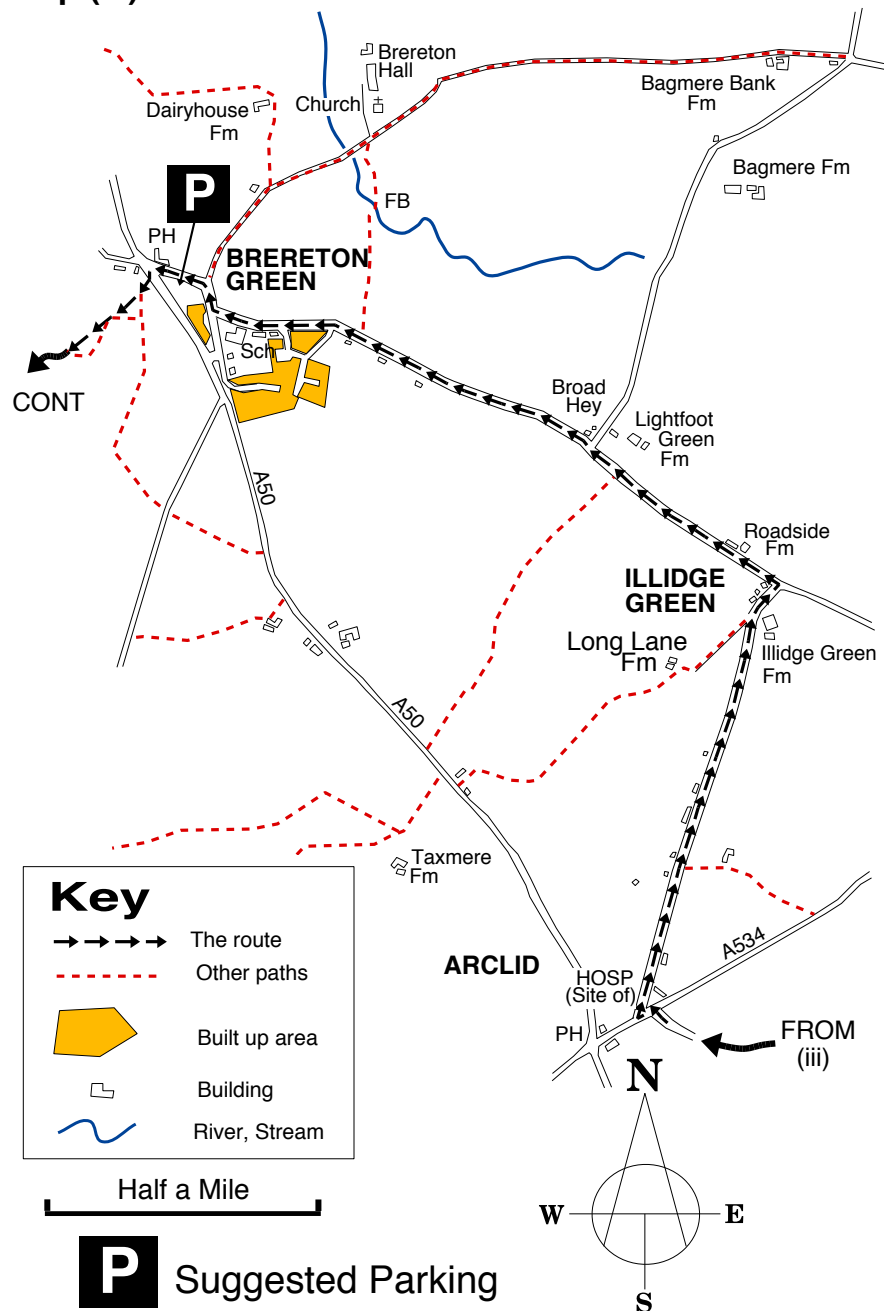 Brereton
Hall
Bagmere Bank
Fm
Dairyhouse
Fm
Church
Bagmere Fm
P
FB
PH
BRERETON
GREEN
Sch
CONT
Broad
Hey
Lightfoot
Green
Fm
A50
Roadside
Fm
ILLIDGE
GREEN
Long Lane
Fm
Illidge Green
Fm
A50
Taxmere
Fm
A534
ARCLID
HOSP
(Site of)
PH
FROM
(iii)
Key
The route
Other paths
Built up area
Building
River, Stream
Half a Mile
P Suggested Parking
N
W E
S